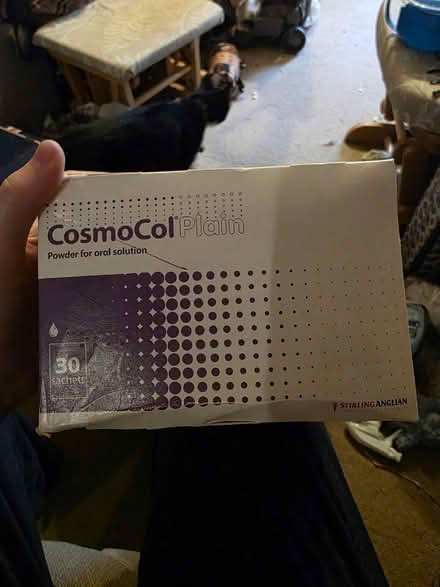 CosmoCol® Plain
Powder for oral solution
30
sachets
STIRLING ANGLIAN